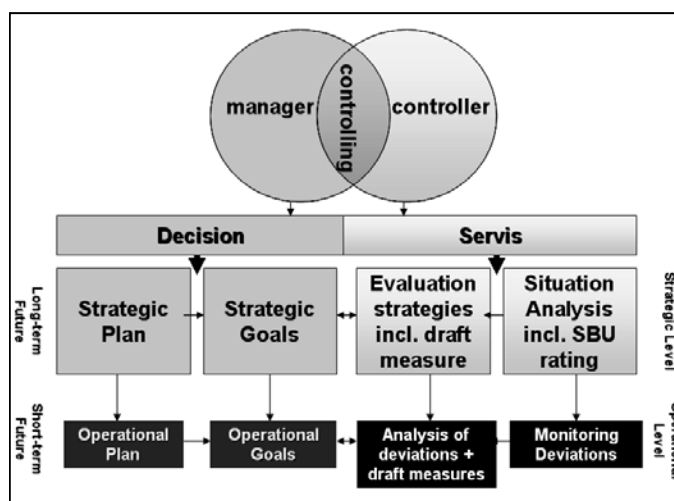 manager
controlling
controller
Decision
Servis
Long-term
Future
Strategic
Plan
Strategic
Goals
Evaluation
strategies
incl. draft
measure
Situation
Analysis
incl. SBU
rating
Strategic Level
Short-term
Future
Operational
Plan
Operational
Goals
Analysis of
deviations +
draft measures
Monitoring
Deviations
Level